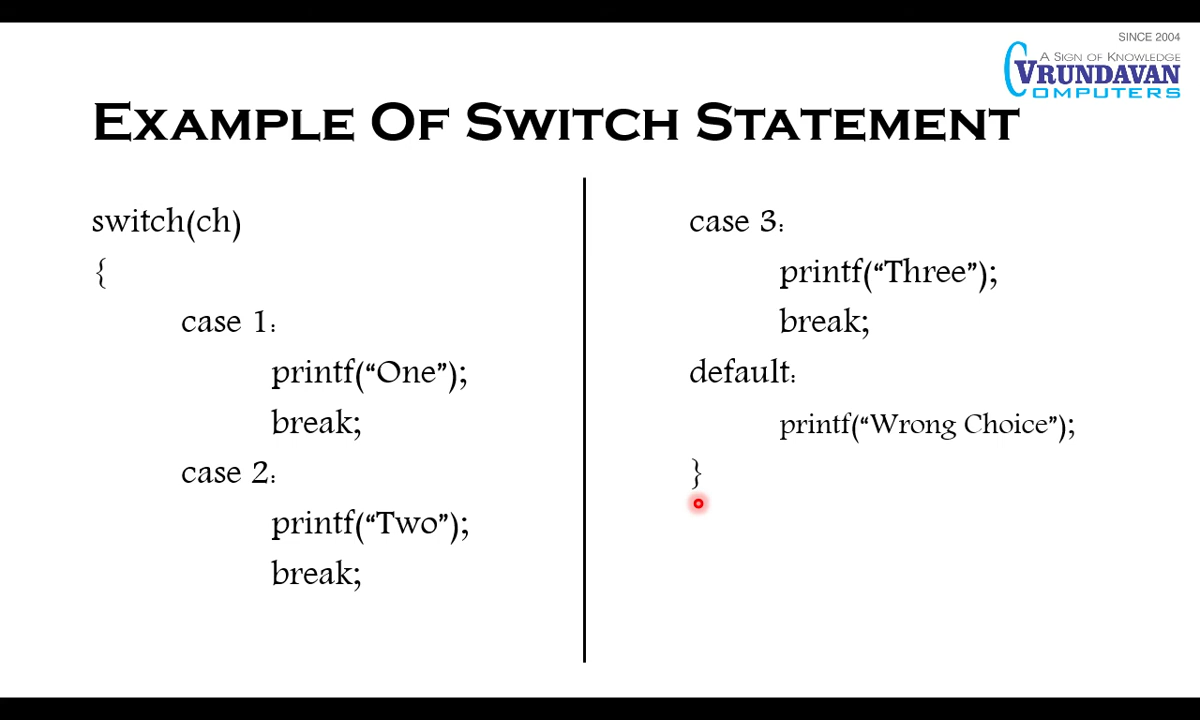 SINCE 2004
A Sign of Knowledge
Vrundavan
Computers
Example Of Switch Statement
switch(ch)
{
case 1:
printf(“One”);
break;
case 2:
printf(“Two”);
break;
case 3:
printf(“Three”);
break;
default:
printf(“Wrong Choice”);
}